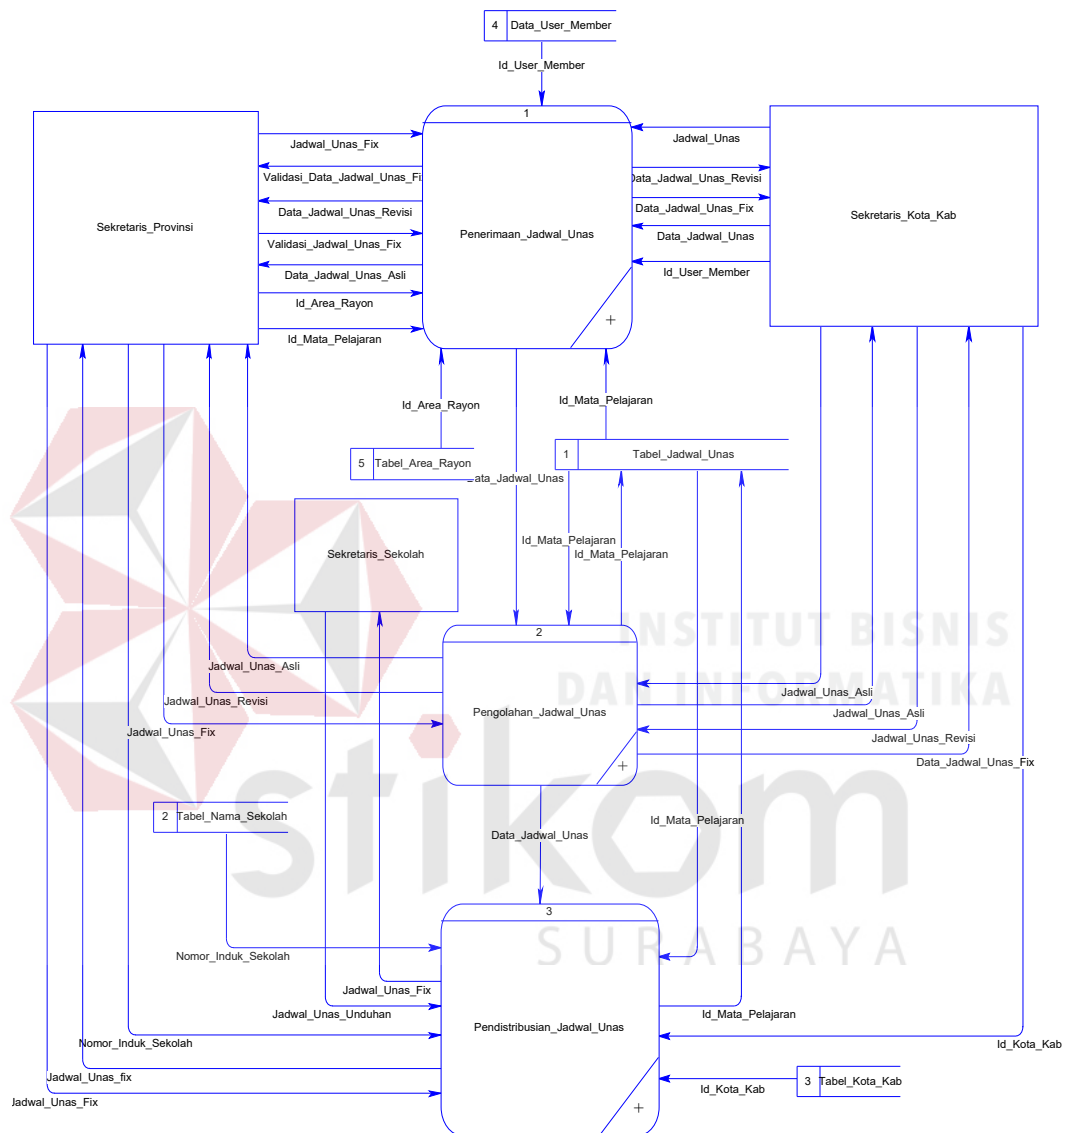 4 Data_User_Member
Id_User_Member
1
Jadwal_Unas_Fix
Jadwal_Unas
Validasi_Data_Jadwal_Unas_Fi
Data_Jadwal_Unas_Revisi
Data_Jadwal_Unas_Revisi
Data_Jadwal_Unas_Fix
Sekretaris_Provinsi
Penerimaan_Jadwal_Unas
Sekretaris_Kota_Kab
Validasi_Jadwal_Unas_Fix
Data_Jadwal_Unas
Data_Jadwal_Unas_Asli
Id_User_Member
Id_Area_Rayon
+
Id_Mata_Pelajaran
Id_Area_Rayon
Id_Mata_Pelajaran
5 Tabel_Area_Rayon
1 Tabel_Jadwal_Unas
Data_Jadwal_Unas
Id_Mata_Pelajaran
Id_Mata_Pelajaran
Sekretaris_Sekolah
INSTITUT BISNIS
DAN INFORMATIKA
2
Jadwal_Unas_Asli
Jadwal_Unas_Revisi
Jadwal_Unas_Fix
Pengolahan_Jadwal_Unas
Jadwal_Unas_Asli
Jadwal_Unas_Asli
Jadwal_Unas_Revisi
Data_Jadwal_Unas_Fix
+
stikom
2 Tabel_Nama_Sekolah
Id_Mata_Pelajaran
Data_Jadwal_Unas
3
SURABAYA
Nomor_Induk_Sekolah
Jadwal_Unas_Fix
Jadwal_Unas_Unduhan
Id_Mata_Pelajaran
Pendistribusian_Jadwal_Unas
Nomor_Induk_Sekolah
Id_Kota_Kab
Jadwal_Unas_fix
3 Tabel_Kota_Kab
Id_Kota_Kab
Jadwal_Unas_Fix
+